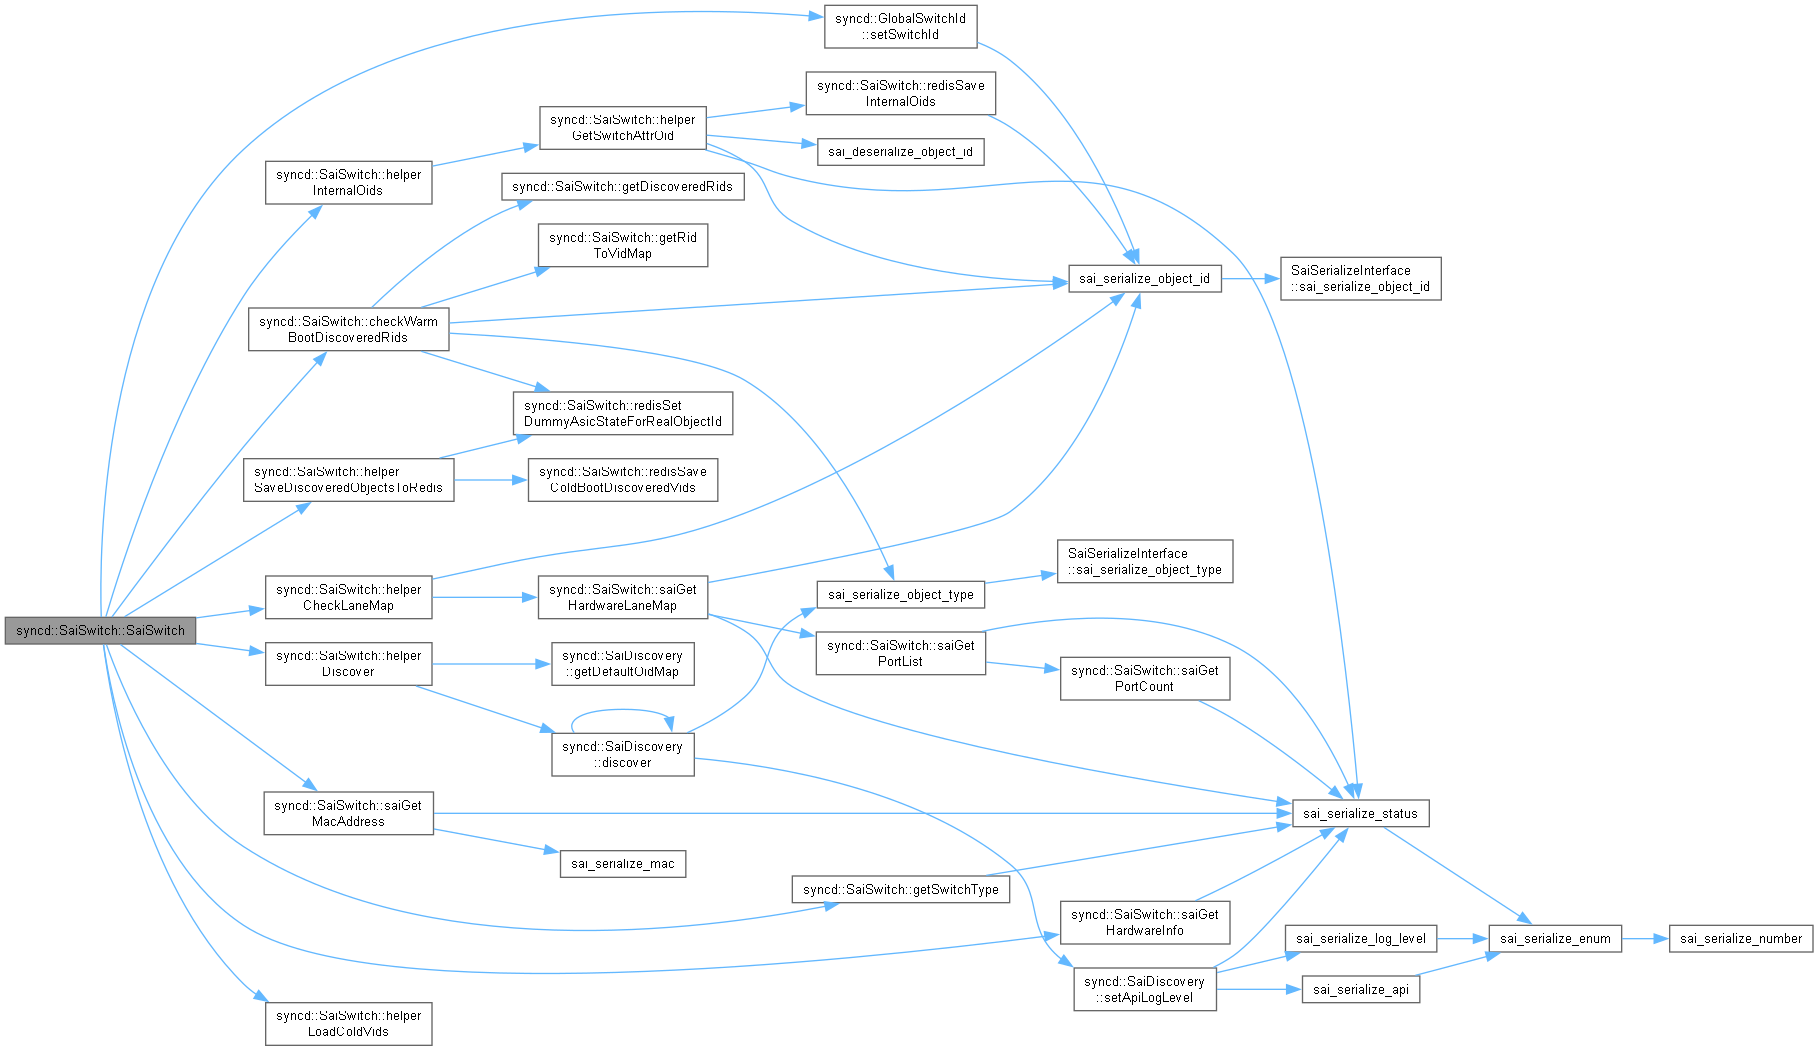 syncd::GlobalSwitchId
::setSwitchId
syncd::SaiSwitch::redisSave
InternalOids
syncd::SaiSwitch::helper
GetSwitchAttrOid
sai_deserialize_object_id
syncd::SaiSwitch::helper
InternalOids
syncd::SaiSwitch::getDiscoveredRids
syncd::SaiSwitch::getRid
ToVidMap
sai_serialize_object_id
SaiSerializeInterface
::sai_serialize_object_id
syncd::SaiSwitch::checkWarm
BootDiscoveredRids
syncd::SaiSwitch::redisSet
DummyAsicStateForRealObjectId
syncd::SaiSwitch::helper
SaveDiscoveredObjectsToRedis
syncd::SaiSwitch::redisSave
ColdBootDiscoveredVids
SaiSerializeInterface
::sai_serialize_object_type
syncd::SaiSwitch::helper
CheckLaneMap
syncd::SaiSwitch::saiGet
HardwareLaneMap
sai_serialize_object_type
syncd::SaiSwitch::SaiSwitch
syncd::SaiSwitch::saiGet
PortList
syncd::SaiSwitch::helper
Discover
syncd::SaiDiscovery
::getDefaultOidMap
syncd::SaiSwitch::saiGet
PortCount
syncd::SaiDiscovery
::discover
syncd::SaiSwitch::saiGet
MacAddress
sai_serialize_status
sai_serialize_mac
syncd::SaiSwitch::getSwitchType
syncd::SaiSwitch::saiGet
HardwareInfo
sai_serialize_log_level
sai_serialize_enum
sai_serialize_number
syncd::SaiDiscovery
::setApiLogLevel
sai_serialize_api
syncd::SaiSwitch::helper
LoadColdVids